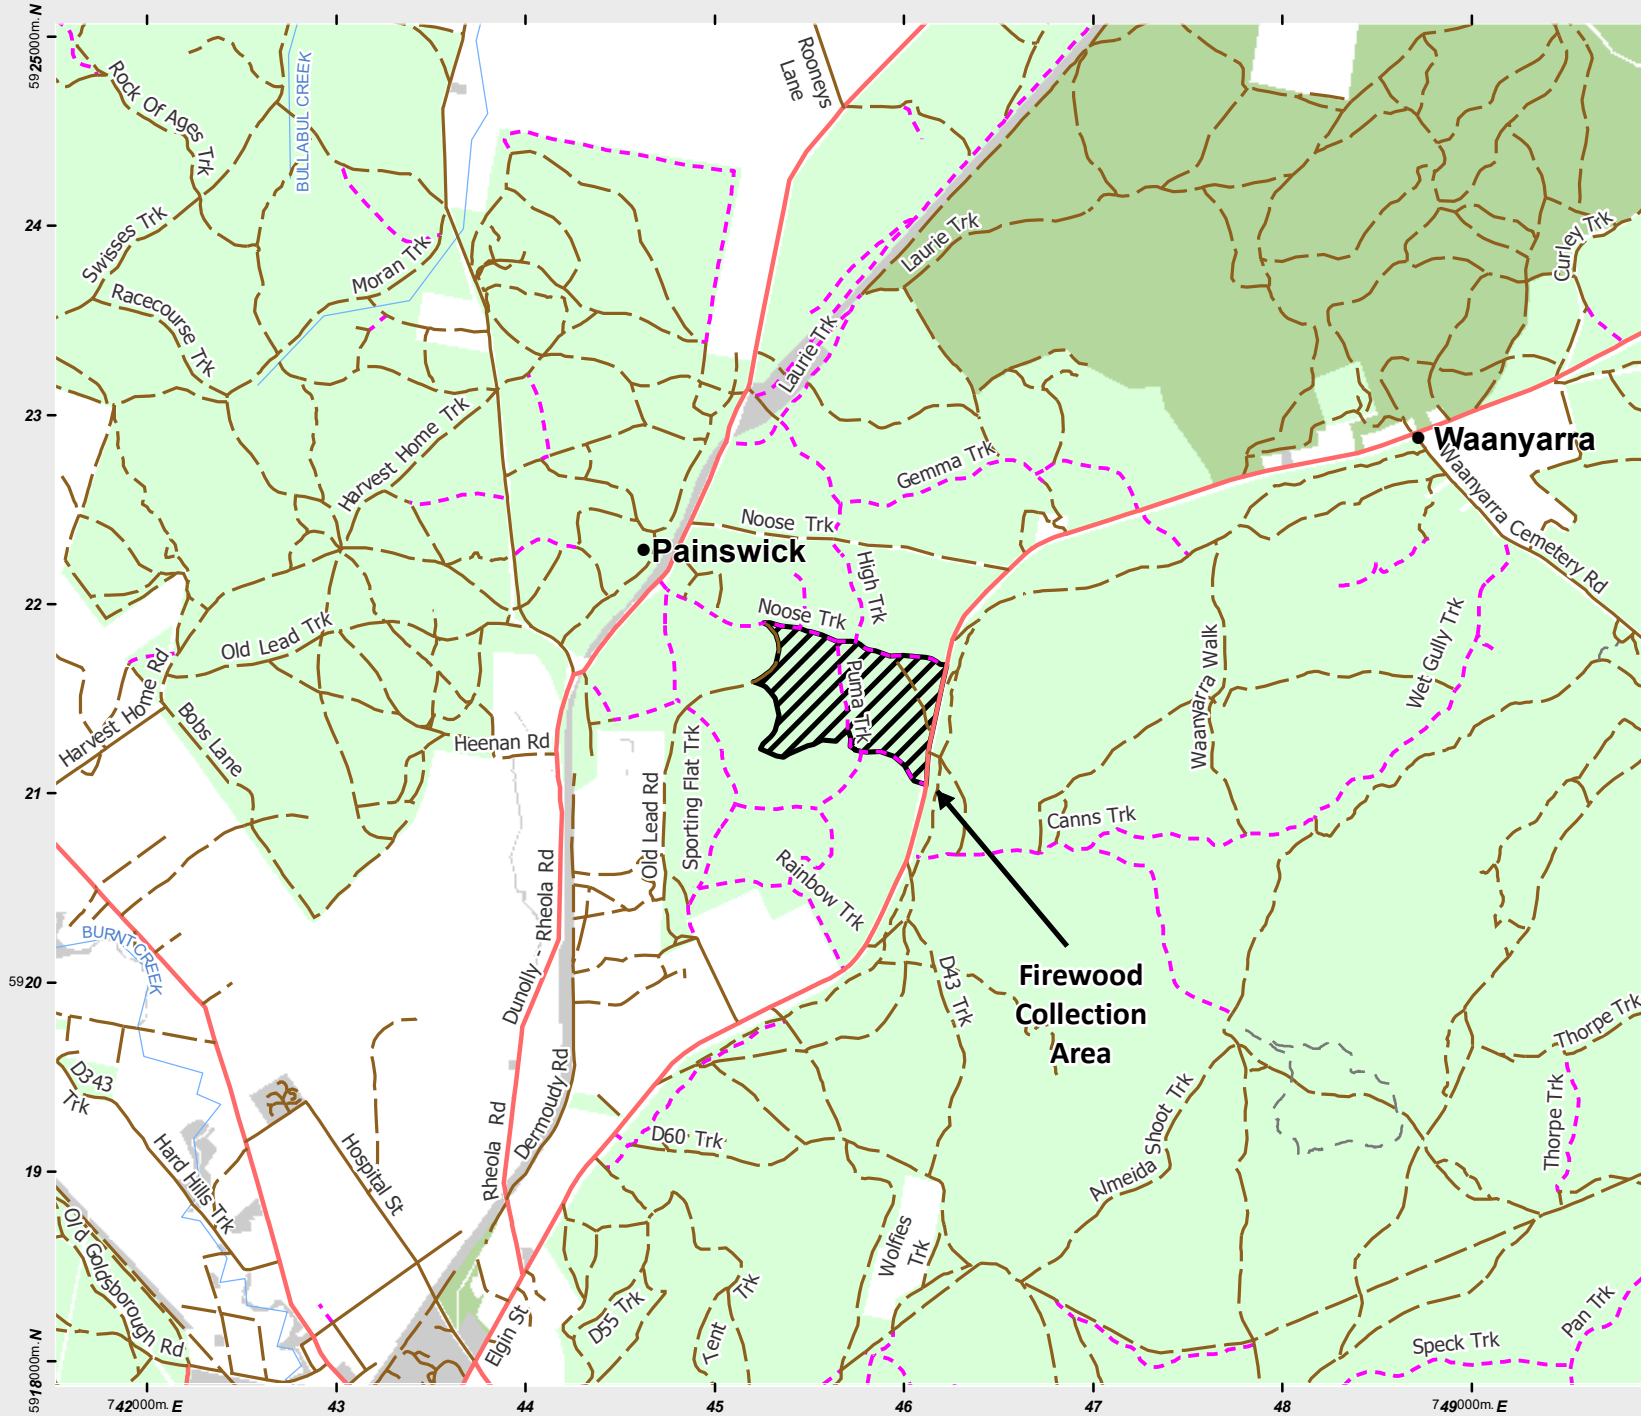 5925000m. N
24
23
22
21
5920
19
5918000m. N
742000m. E
43
44
45
46
47
48
749000m. E
Rock Of Ages Trk
BULLABUL CREEK
Rooneys
Lane
Swisses Trk
Moran Trk
Racecourse Trk
Laurie Trk
Curley Trk
Laurie Trk
Harvest Home Trk
Gemma Trk
Waanyarra
Noose Trk
Painswick
High Trk
Waanyarra Cemetery Rd
Noose Trk
Old Lead Trk
Puma Trk
Waanyarra Walk
Wet Gully Trk
Harvest Home Rd
Bobs Lane
Heenan Rd
Old Lead Rd
Sporting Flat Trk
Canns Trk
Rainbow Trk
Dunolly - Rheola Rd
BURNT CREEK
D43 Trk
Firewood
Collection
Area
Thorpe Trk
D343
Trk
Dermoudy Rd
Rheola Rd
D60 Trk
Almeida Shoot Trk
Thorpe Trk
Hard Hills Trk
Hospital St
Wolfies
Trk
Old Goldsborough Rd
Elgin St
D55 Trk
Tent Trk
Speck Trk
Pan Trk